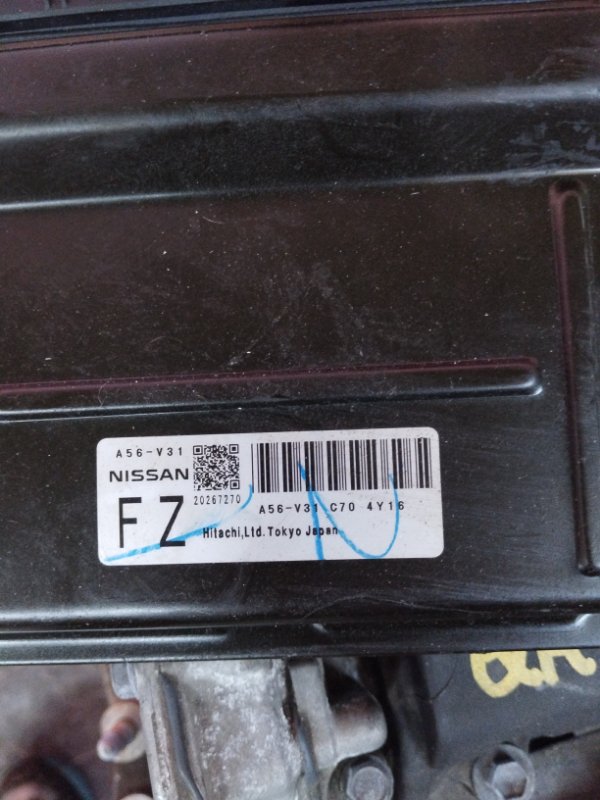 A56-V31
NISSAN
20267270
A56-V31 C70 4Y16
FZ
Hitachi,Ltd.Tokyo Japan